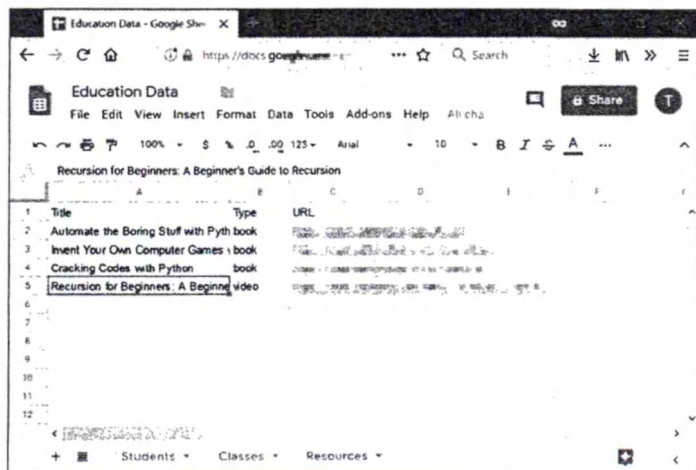 Education Data - Google She
https://docs Search
Education Data
File Edit View Insert Format Data Tools Add-ons Help All cha
Share T
100% $ % .0 .00 123 Arial 10 B I S A ...
Recursion for Beginners: A Beginner's Guide to Recursion
A B C D E F
1 Title Type URL
2 Automate the Boring Stuff with Pyth book
3 Invent Your Own Computer Games book
4 Cracking Codes with Python book
5 Recursion for Beginners: A Beginne video
6
7
8
9
10
11
12
+ Students Classes Resources